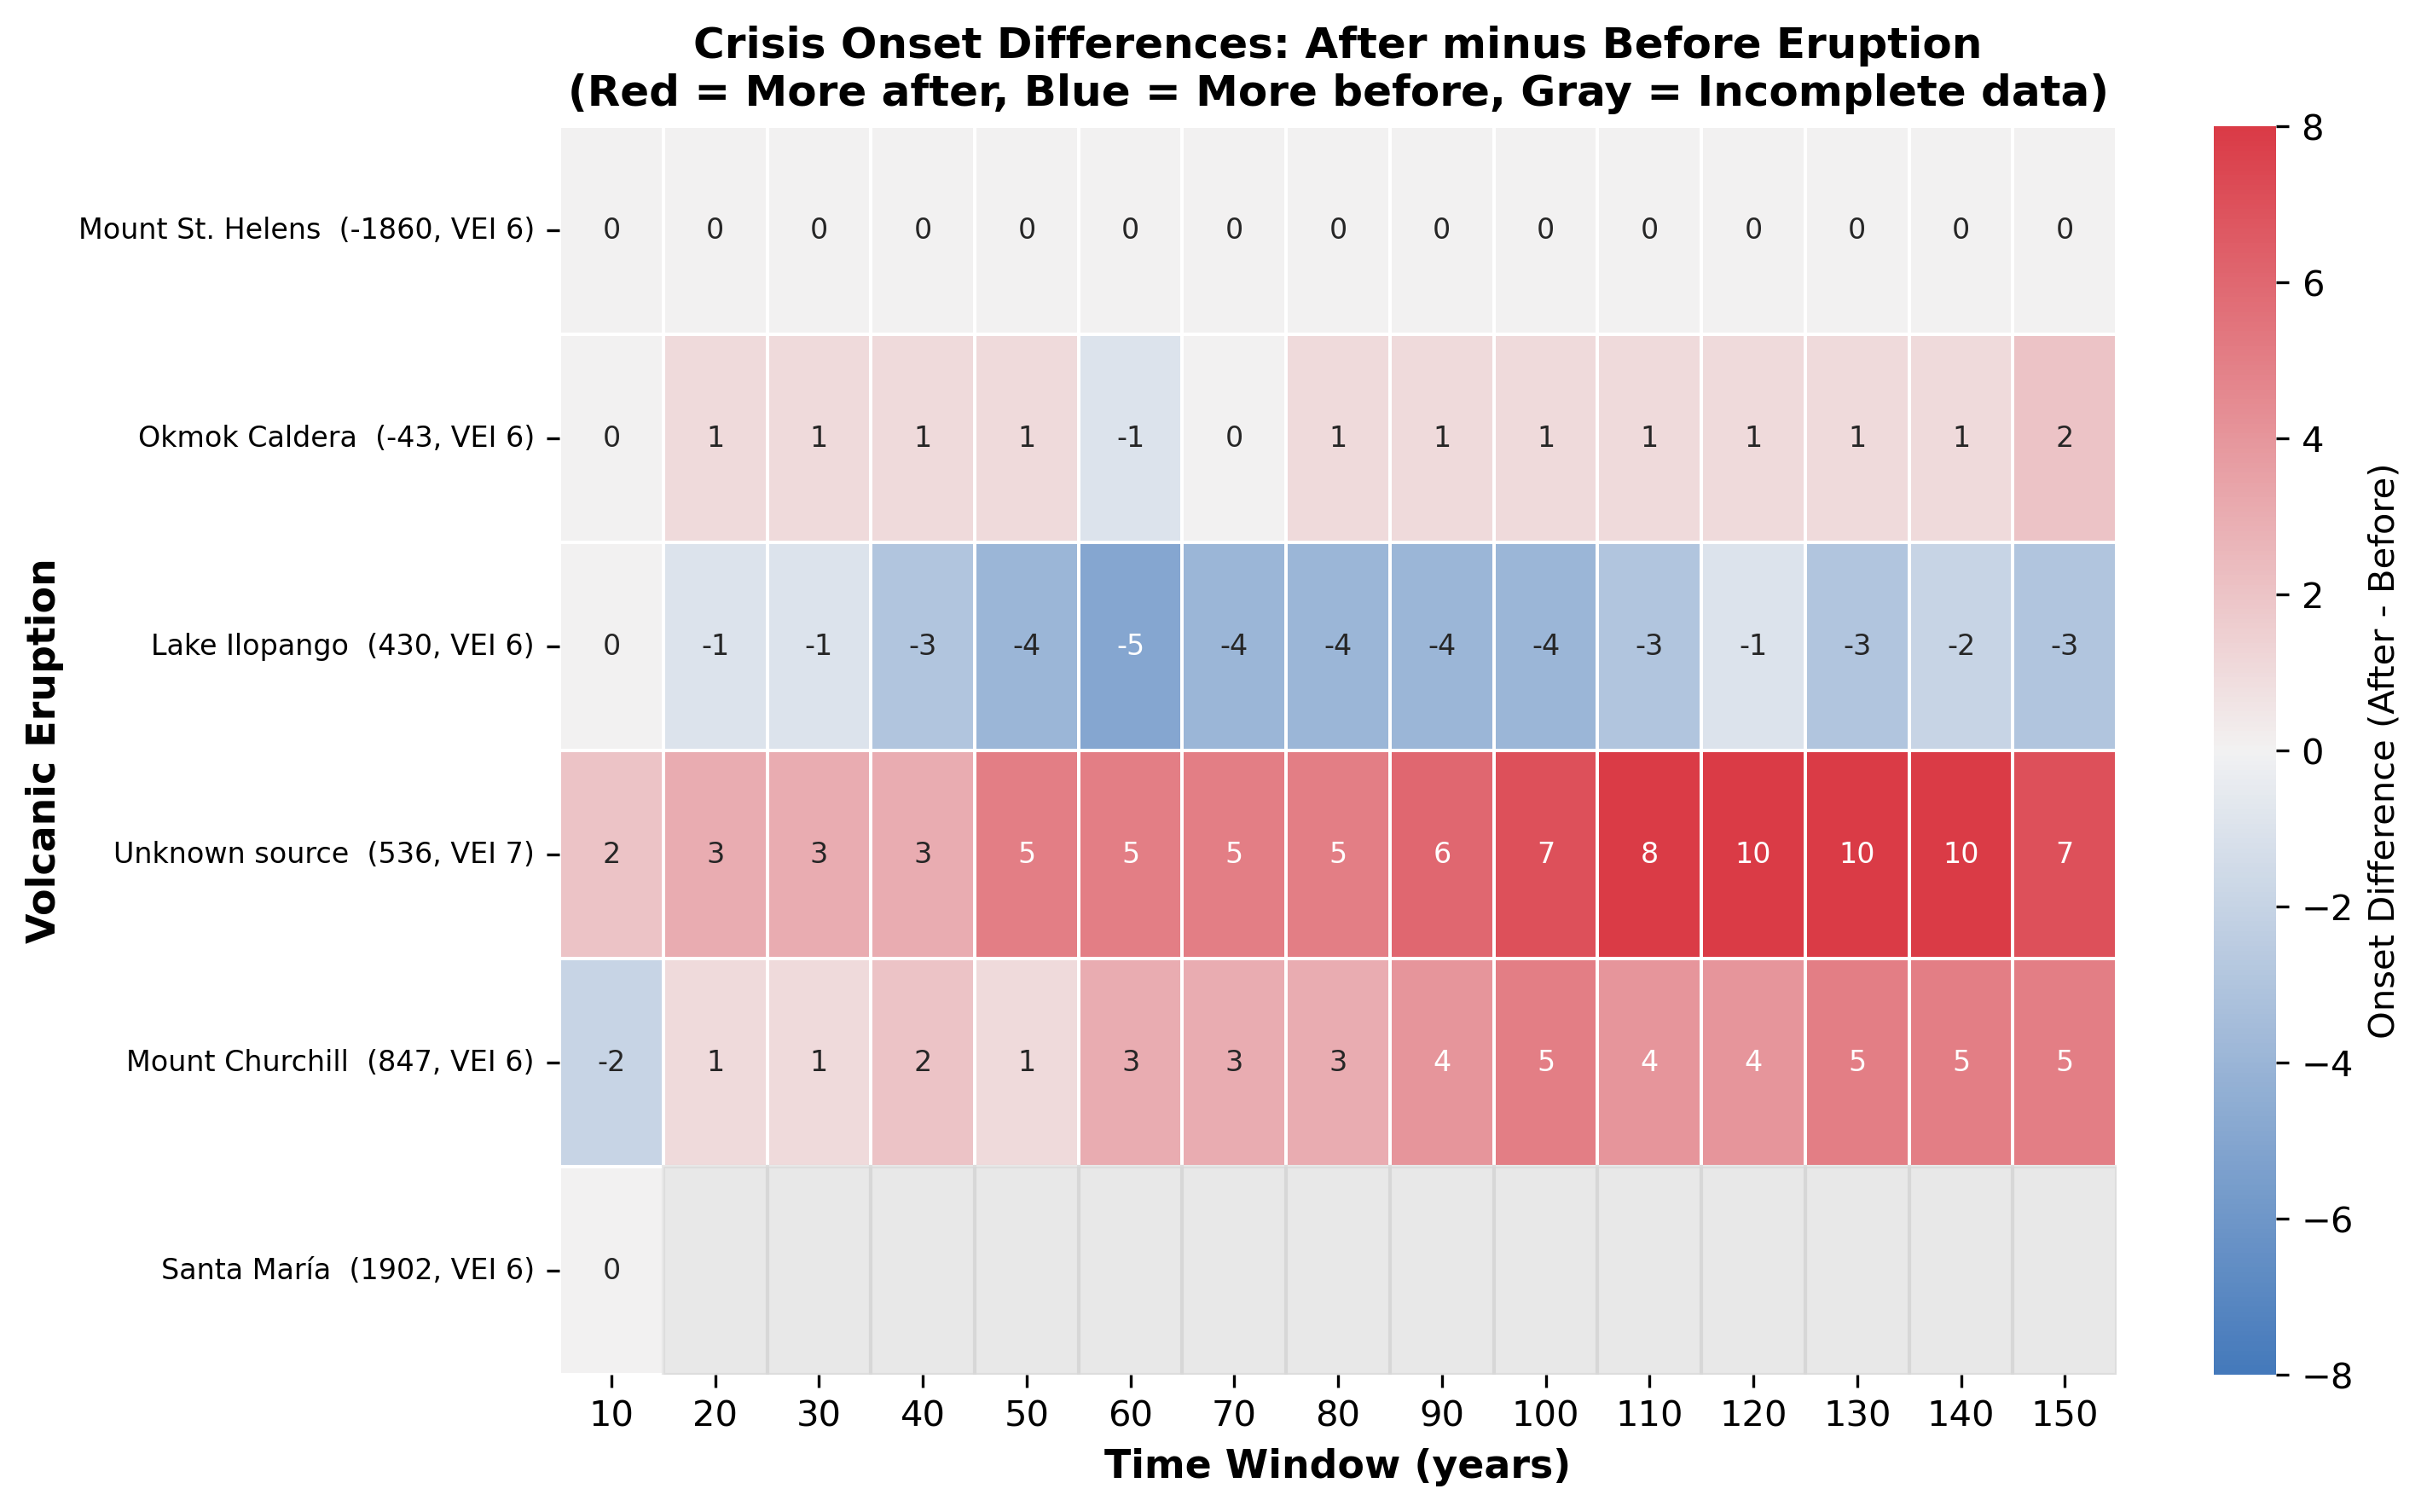 Crisis Onset Differences: After minus Before Eruption
(Red = More after, Blue = More before, Gray = Incomplete data)
Volcanic Eruption
Mount St. Helens (-1860, VEI 6) 0 0 0 0 0 0 0 0 0 0 0 0 0 0 0
Okmok Caldera (-43, VEI 6) 0 1 1 1 1 -1 0 1 1 1 1 1 1 1 2
Lake Ilopango (430, VEI 6) 0 -1 -1 -3 -4 -5 -4 -4 -4 -4 -3 -1 -3 -2 -3
Unknown source (536, VEI 7) 2 3 3 3 5 5 5 5 6 7 8 10 10 10 7
Mount Churchill (847, VEI 6) -2 1 1 2 1 3 3 3 4 5 4 4 5 5 5
Santa María (1902, VEI 6) 0
10 20 30 40 50 60 70 80 90 100 110 120 130 140 150
Time Window (years)
8
6
4
2
0
−2
−4
−6
−8
Onset Difference (After - Before)